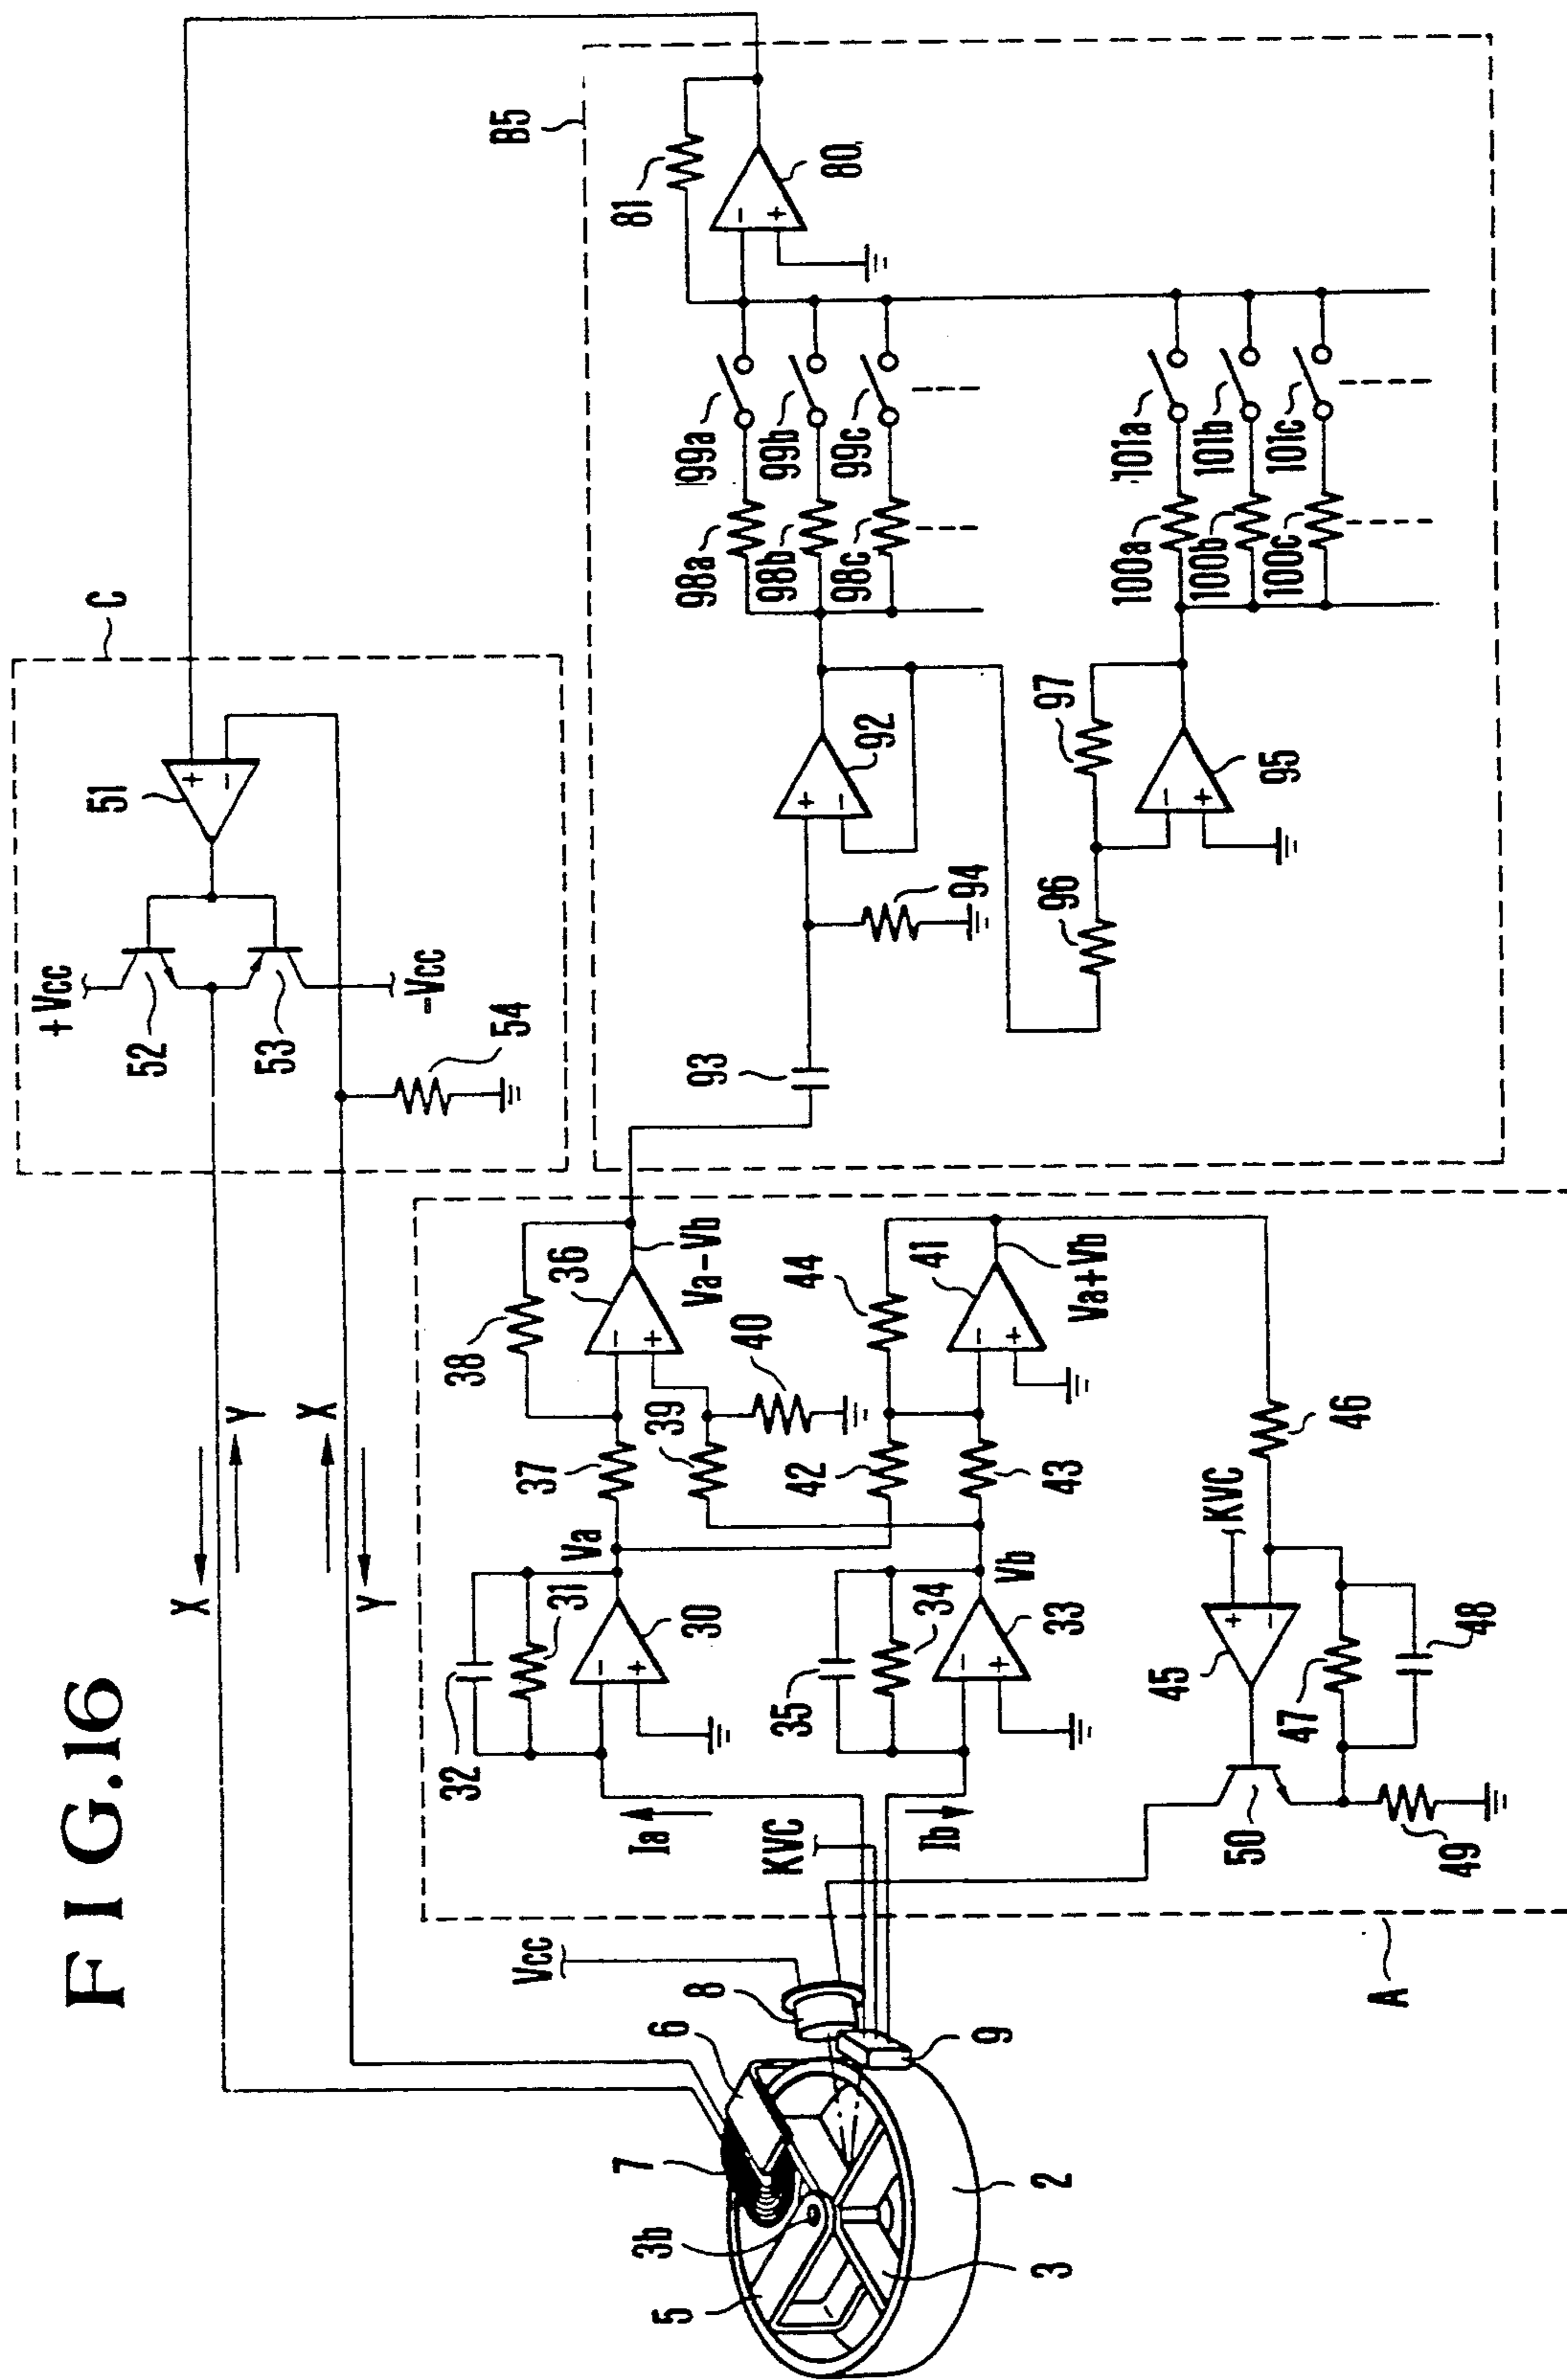 FIG.16
X
Y
X
Y
C
+Vcc
-Vcc
51
52
53
54
B5
81
80
99a
99b
99c
98a
98b
98c
101a
101b
101c
100a
100b
100c
92
93
94
95
96
97
A
38
36
Va-Vb
37
39
40
44
41
Va+Vb
42
43
Va
Vb
32
31
30
35
34
33
Ia
Ib
KVC
KVC
45
46
47
48
49
50
Vcc
8
6
9
7
3b
5
3
2
+
-
+
-
-
+
-
+
-
+
-
+
-
+
+
-
-
+
-
+